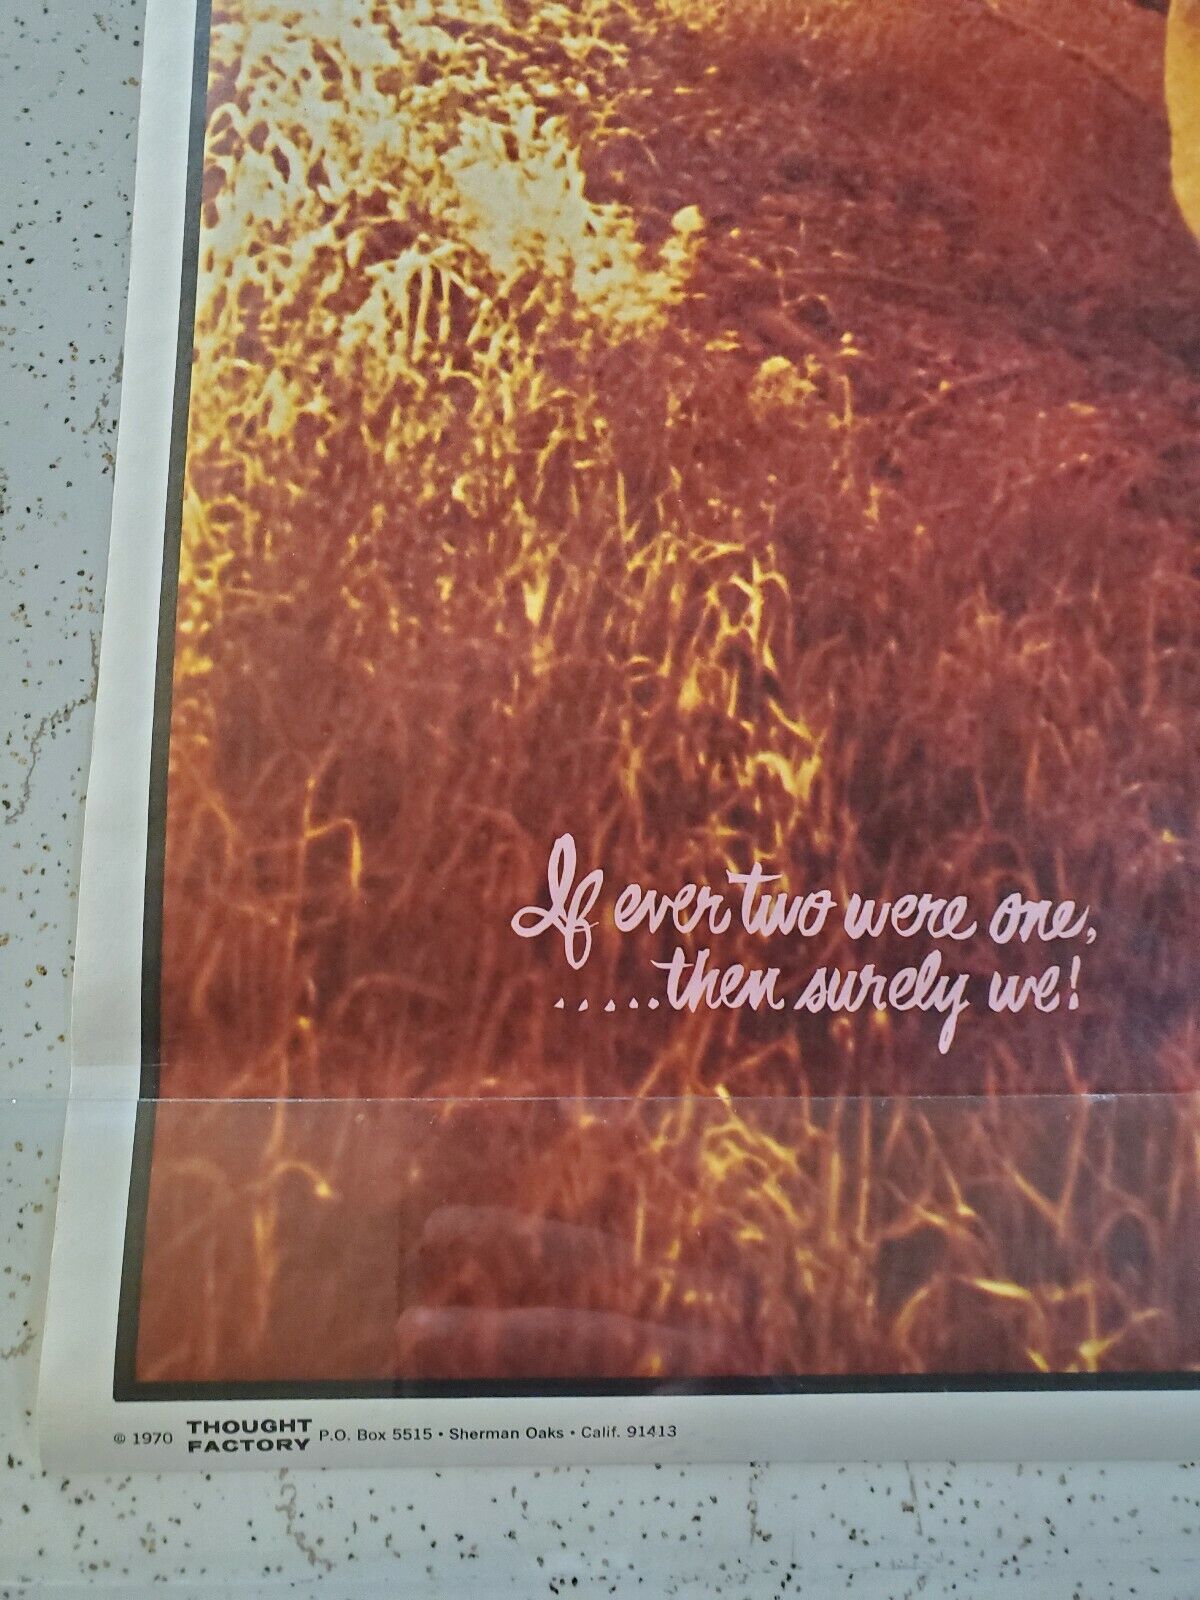 If ever two were one,
.....then surely we!
© 1970 THOUGHT FACTORY P.O. Box 5515 • Sherman Oaks • Calif. 91413